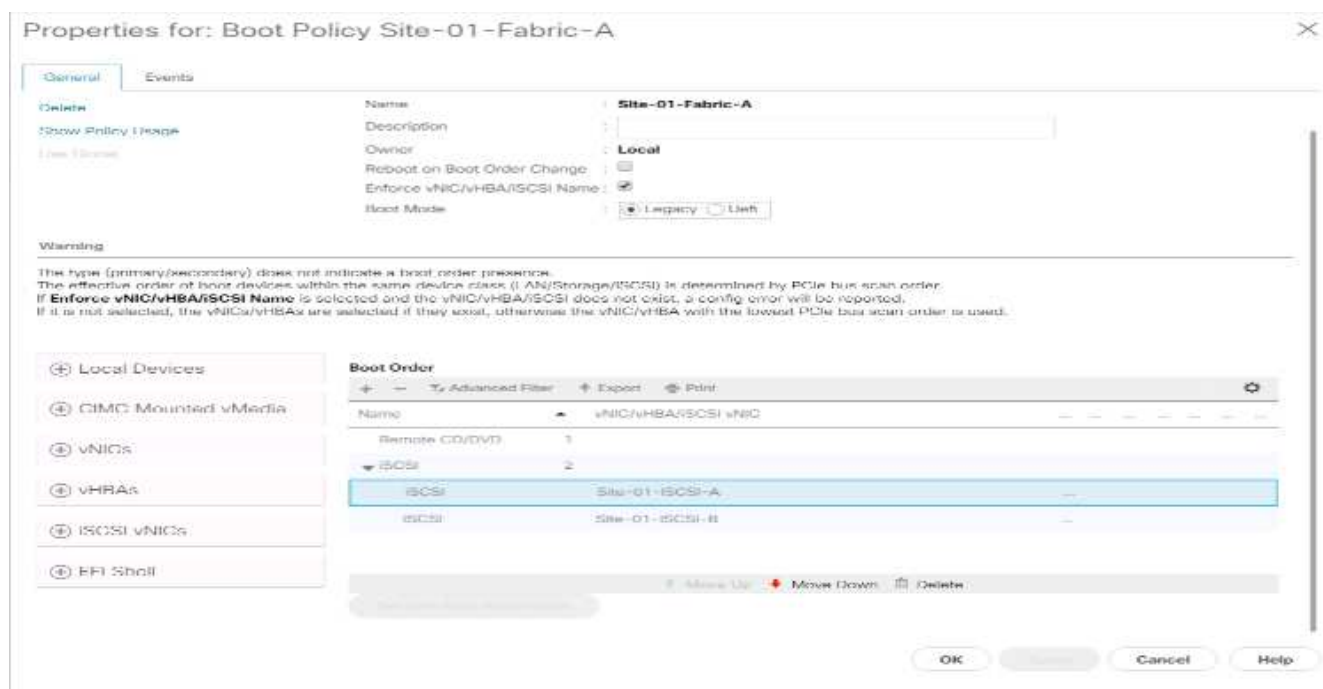 Properties for: Boot Policy Site-01-Fabric-A
General Events
Delete
Show Policy Usage
Name : Site-01-Fabric-A
Description :
Owner : Local
Reboot on Boot Order Change :
Enforce vNIC/vHBA/iSCSI Name :
Boot Mode : Legacy Uefi
Warning
The type (primary/secondary) does not indicate a boot order presence.
The effective order of boot devices within the same device class (LAN/Storage/iSCSI) is determined by PCIe bus scan order.
If Enforce vNIC/vHBA/iSCSI Name is selected and the vNIC/vHBA/iSCSI does not exist, a config error will be reported.
If it is not selected, the vNICs/vHBAs are selected if they exist, otherwise the vNIC/vHBA with the lowest PCIe bus scan order is used.
Local Devices
CIMC Mounted vMedia
vNICs
vHBAs
iSCSI vNICs
EFI Shell
Boot Order
+ − Advanced Filter Export Print
Name vNIC/vHBA/iSCSI vNIC
Remote CD/DVD 1
iSCSI 2
iSCSI Site-01-iSCSI-A
iSCSI Site-01-iSCSI-B
Move Up Move Down Delete
OK Cancel Help